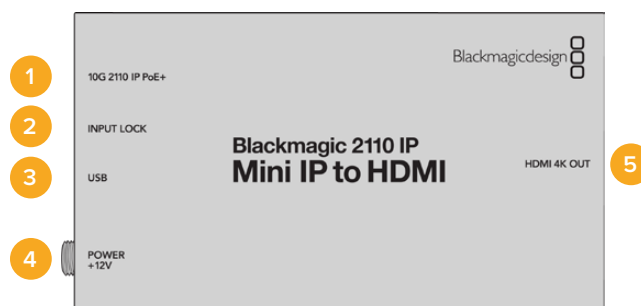 1
10G 2110 IP PoE+
Blackmagicdesign
2
INPUT LOCK
Blackmagic 2110 IP
Mini IP to HDMI
3
USB
HDMI 4K OUT
5
4
POWER
+12V